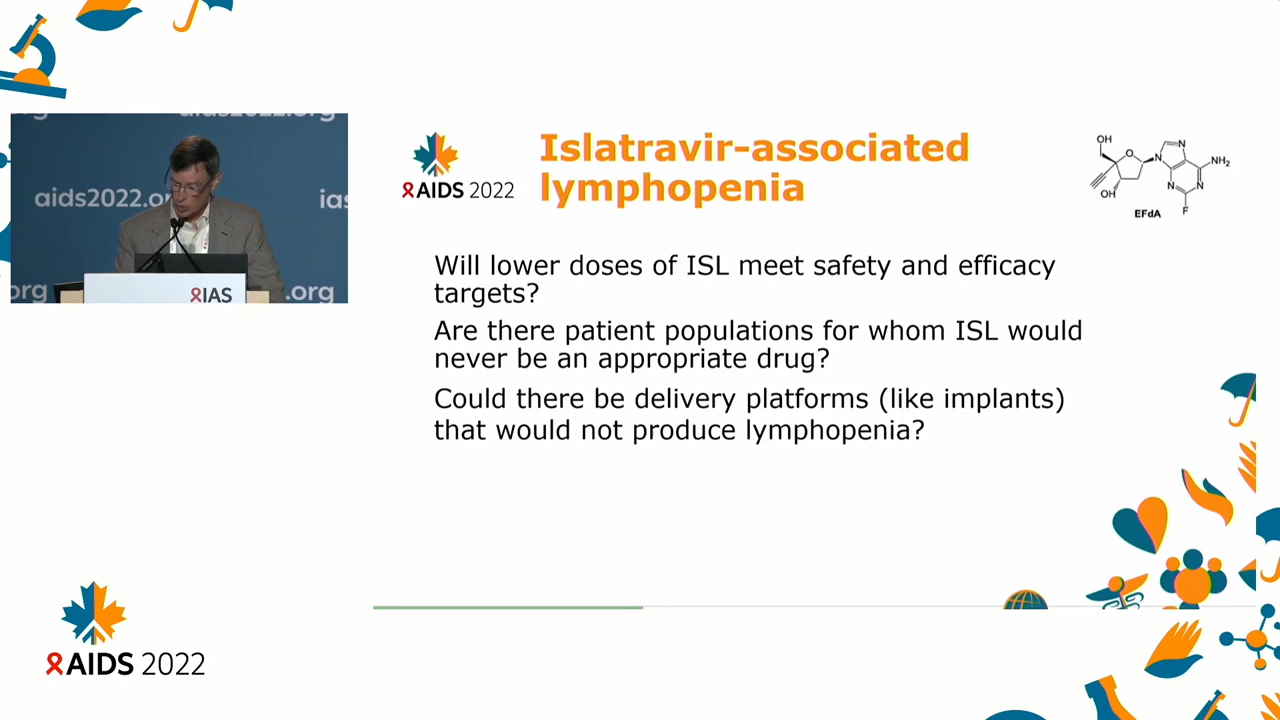 aids2022.org
aids2022.or
ias
org
.org
IAS
AIDS 2022
Islatravir-associated
lymphopenia
OH
O
N
N
NH₂
N
N
OH
F
EFdA
Will lower doses of ISL meet safety and efficacy
targets?
Are there patient populations for whom ISL would
never be an appropriate drug?
Could there be delivery platforms (like implants)
that would not produce lymphopenia?
AIDS 2022